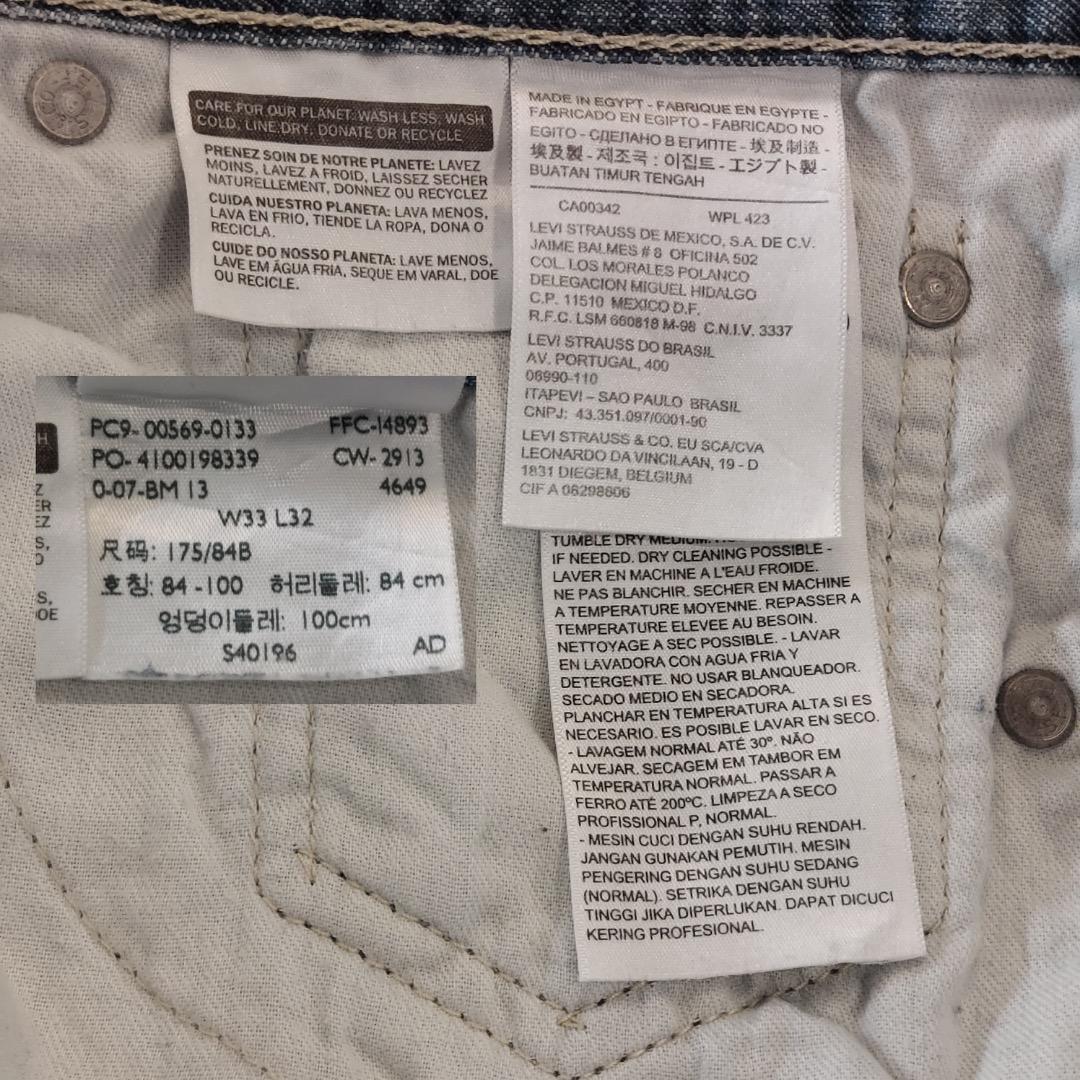 CARE FOR OUR PLANET: WASH LESS, WASH
COLD, LINE DRY, DONATE OR RECYCLE
PRENEZ SOIN DE NOTRE PLANETE: LAVEZ
MOINS, LAVEZ A FROID, LAISSEZ SECHER
NATURELLEMENT, DONNEZ OU RECYCLEZ
CUIDA NUESTRO PLANETA: LAVA MENOS,
LAVA EN FRIO, TIENDE LA ROPA, DONA O
RECICLA.
CUIDE DO NOSSO PLANETA: LAVE MENOS,
LAVE EM ÁGUA FRIA, SEQUE EM VARAL, DOE
OU RECICLE.
MADE IN EGYPT - FABRIQUE EN EGYPTE -
FABRICADO EN EGIPTO - FABRICADO NO
EGITO - СДЕЛАНО В ЕГИПТЕ - 埃及制造 -
埃及製 - 제조국 : 이집트 - エジプト製 -
BUATAN TIMUR TENGAH
CA00342 WPL 423
LEVI STRAUSS DE MEXICO, S.A. DE C.V.
JAIME BALMES # 8 OFICINA 502
COL. LOS MORALES POLANCO
DELEGACION MIGUEL HIDALGO
C.P. 11510 MEXICO D.F.
R.F.C. LSM 660818 M-98 C.N.I.V. 3337
LEVI STRAUSS DO BRASIL
AV. PORTUGAL, 400
06690-110
ITAPEVI – SAO PAULO BRASIL
CNPJ: 43.351.097/0001-90
LEVI STRAUSS & CO. EU SCA/CVA
LEONARDO DA VINCILAAN, 19 - D
1831 DIEGEM, BELGIUM
CIF A 08298606
PC9- 00569-0133 FFC-14893
PO- 4100198339 CW- 2913
0-07-BM 13 4649
W33 L32
尺码: 175/84B
호칭: 84 -100 허리둘레: 84 cm
엉덩이둘레: 100cm
S40196 AD
TUMBLE DRY MEDIUM.
IF NEEDED. DRY CLEANING POSSIBLE -
LAVER EN MACHINE A L'EAU FROIDE.
NE PAS BLANCHIR. SECHER EN MACHINE
A TEMPERATURE MOYENNE. REPASSER A
TEMPERATURE ELEVEE AU BESOIN.
NETTOYAGE A SEC POSSIBLE. - LAVAR
EN LAVADORA CON AGUA FRIA Y
DETERGENTE. NO USAR BLANQUEADOR.
SECADO MEDIO EN SECADORA.
PLANCHAR EN TEMPERATURA ALTA SI ES
NECESARIO. ES POSIBLE LAVAR EN SECO.
- LAVAGEM NORMAL ATÉ 30º. NÃO
ALVEJAR. SECAGEM EM TAMBOR EM
TEMPERATURA NORMAL. PASSAR A
FERRO ATÉ 200ºC. LIMPEZA A SECO
PROFISSIONAL P, NORMAL.
- MESIN CUCI DENGAN SUHU RENDAH.
JANGAN GUNAKAN PEMUTIH. MESIN
PENGERING DENGAN SUHU SEDANG
(NORMAL). SETRIKA DENGAN SUHU
TINGGI JIKA DIPERLUKAN. DAPAT DICUCI
KERING PROFESIONAL.